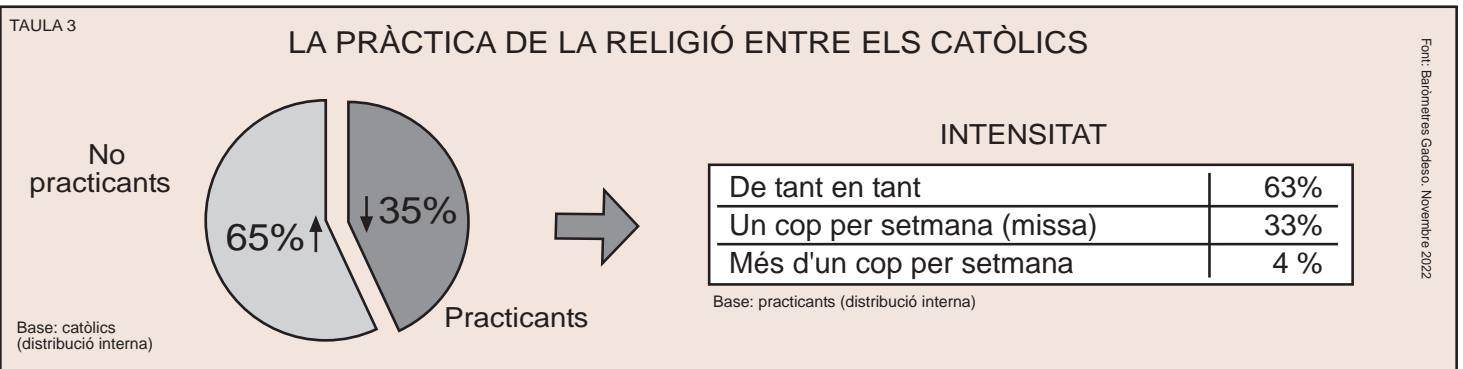 TAULA 3
LA PRÀCTICA DE LA RELIGIÓ ENTRE ELS CATÒLICS
No
practicants
65%
35%
Practicants
Base: catòlics
(distribució interna)
INTENSITAT
De tant en tant 63%
Un cop per setmana (missa) 33%
Més d'un cop per setmana 4 %
Base: practicants (distribució interna)
Font: Baròmetres Gadeso. Novembre 2022